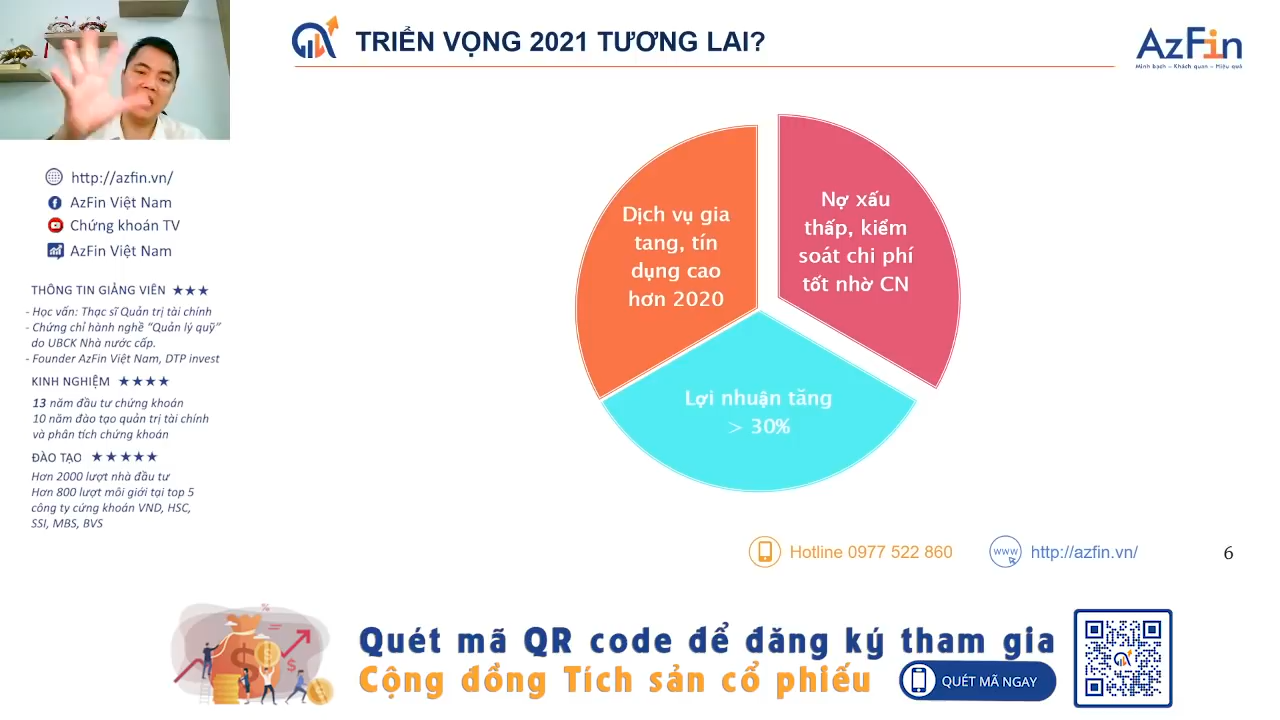 TRIỂN VỌNG 2021 TƯƠNG LAI?
AzFin
Minh bạch – Khách quan – Hiệu quả
http://azfin.vn/
AzFin Việt Nam
Chứng khoán TV
AzFin Việt Nam
THÔNG TIN GIẢNG VIÊN ★★★
- Học vấn: Thạc sĩ Quản trị tài chính
- Chứng chỉ hành nghề “Quản lý quỹ”
do UBCK Nhà nước cấp.
- Founder AzFin Việt Nam, DTP invest
KINH NGHIỆM ★★★★
13 năm đầu tư chứng khoán
10 năm đào tạo quản trị tài chính
và phân tích chứng khoán
ĐÀO TẠO ★★★★★
Hơn 2000 lượt nhà đầu tư
Hơn 800 lượt môi giới tại top 5
công ty cứng khoán VND, HSC,
SSI, MBS, BVS
Dịch vụ gia
tang, tín
dụng cao
hơn 2020
Nợ xấu
thấp, kiểm
soát chi phí
tốt nhờ CN
Lợi nhuận tăng
> 30%
Hotline 0977 522 860
www
http://azfin.vn/
6
Quét mã QR code để đăng ký tham gia
Cộng đồng Tích sản cổ phiếu
QUÉT MÃ NGAY